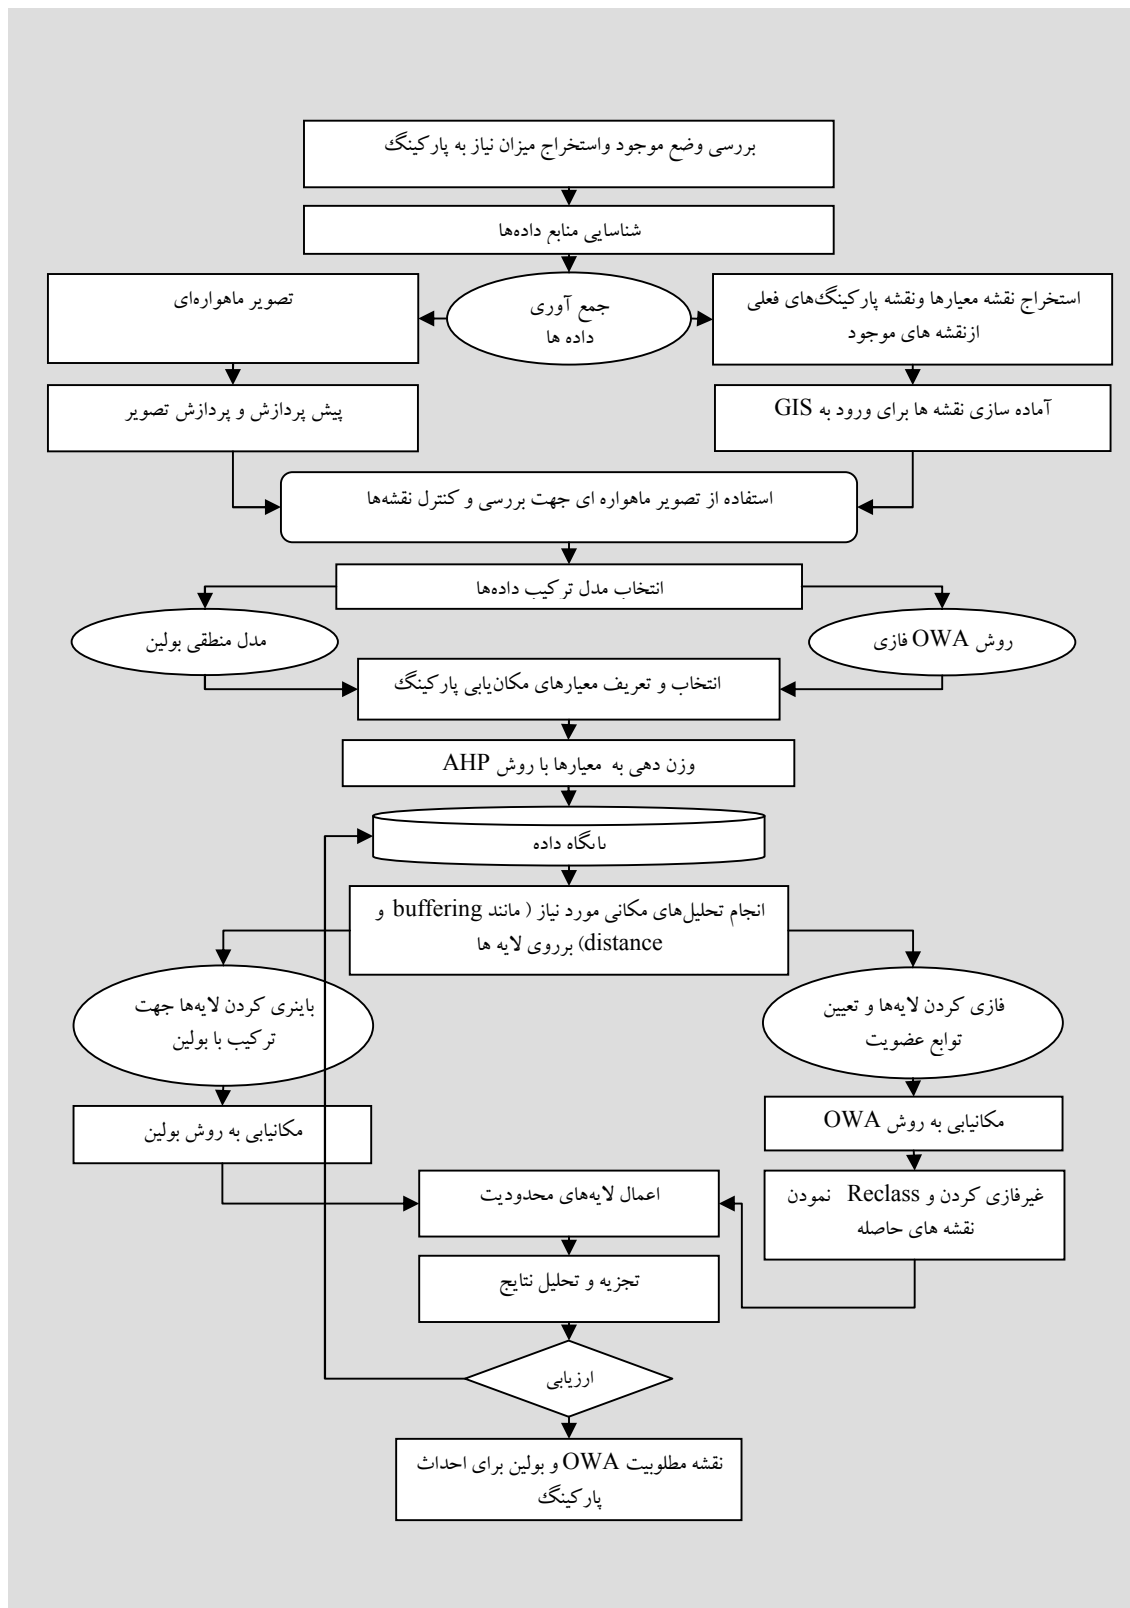 بررسی وضع موجود واستخراج میزان نیاز به پارکینگ
شناسایی منابع داده‌ها
جمع آوری
داده ها
استخراج نقشه معیارها ونقشه پارکینگ‌های فعلی
ازنقشه های موجود
تصویر ماهواره‌ای
آماده سازی نقشه ها برای ورود به GIS
پیش پردازش و پردازش تصویر
استفاده از تصویر ماهواره ای جهت بررسی و کنترل نقشه‌ها
انتخاب مدل ترکیب داده‌ها
روش OWA فازی
مدل منطقی بولین
انتخاب و تعریف معیارهای مکان‌یابی پارکینگ
وزن دهی به معیارها با روش AHP
پایگاه داده
انجام تحلیل‌های مکانی مورد نیاز ( مانند buffering و
distance) برروی لایه ها
فازی کردن لایه‌ها و تعیین
توابع عضویت
باینری کردن لایه‌ها جهت
ترکیب با بولین
مکانیابی به روش OWA
مکانیابی به روش بولین
غیرفازی کردن و Reclass نمودن
نقشه های حاصله
اعمال لایه‌های محدودیت
تجزیه و تحلیل نتایج
ارزیابی
نقشه مطلوبیت OWA و بولین برای احداث
پارکینگ